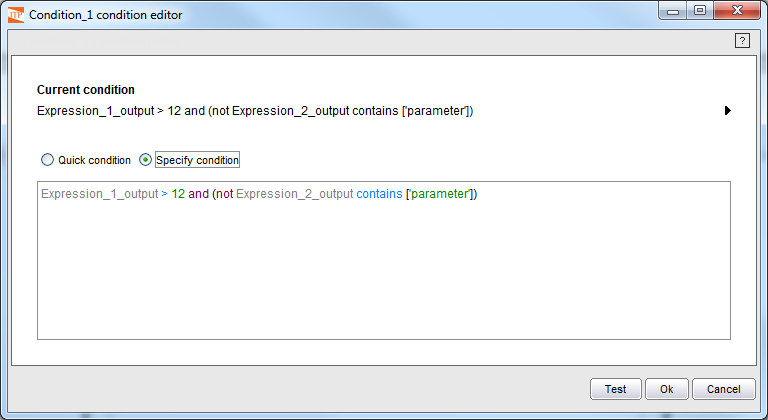 Condition_1 condition editor
?
Current condition
Expression_1_output > 12 and (not Expression_2_output contains ['parameter'])
Quick condition Specify condition
Expression_1_output > 12 and (not Expression_2_output contains ['parameter'])
Test Ok Cancel